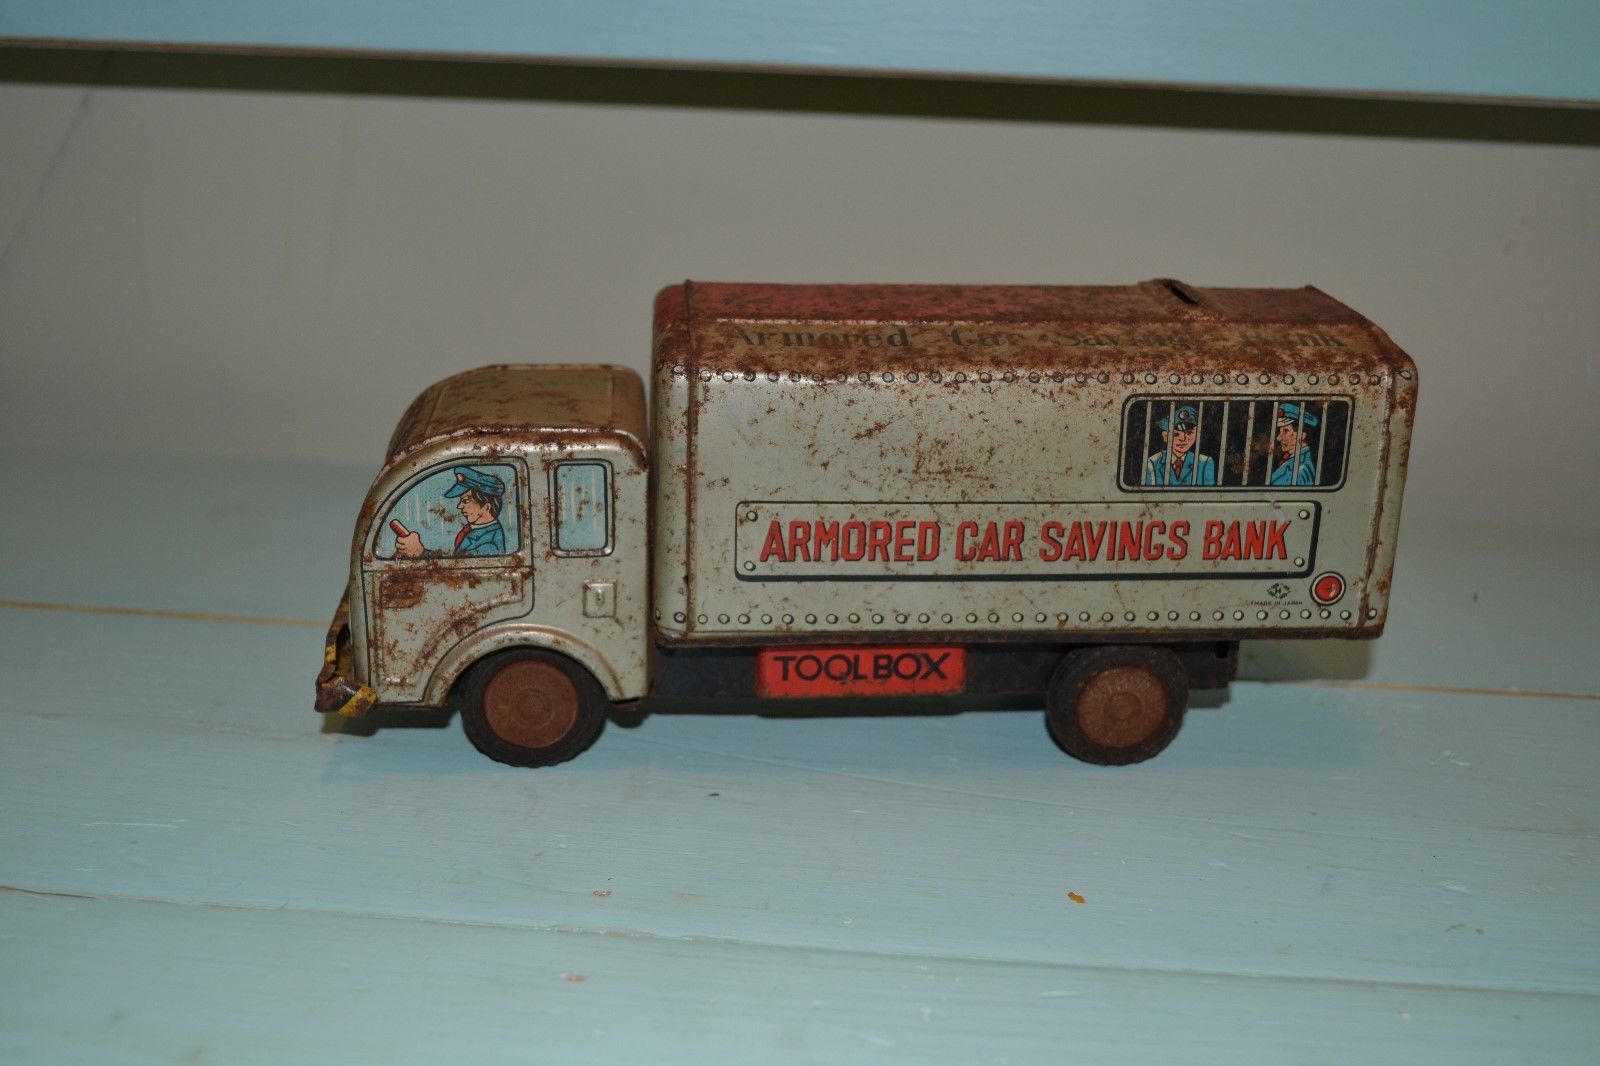 Armored Car Savings Bank
ARMORED CAR SAVINGS BANK
H
MADE IN JAPAN
TOOLBOX